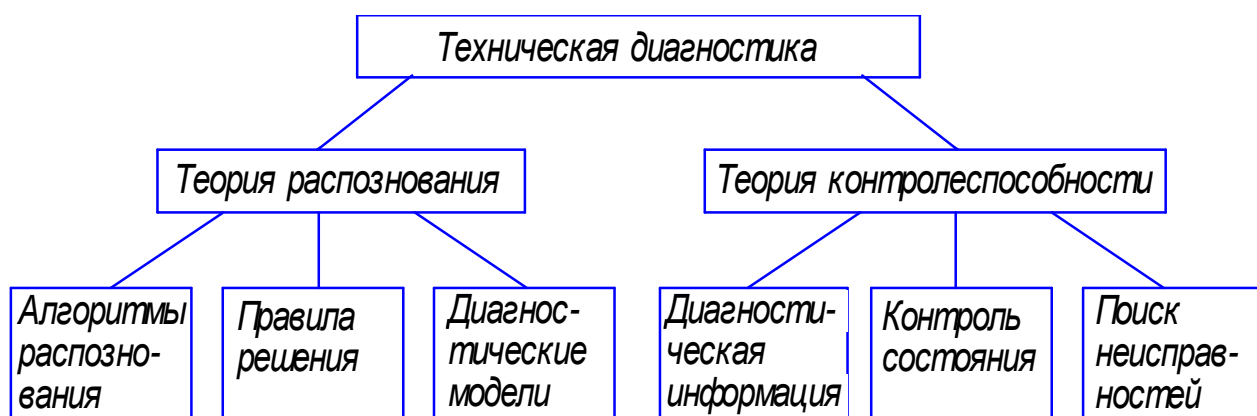 Техническая диагностика
Теория распознования
Теория контролеспособности
Алгоритмы
распозно-
вания
Правила
решения
Диагнос-
тические
модели
Диагности-
ческая
информация
Контроль
состояния
Поиск
неисправ-
ностей